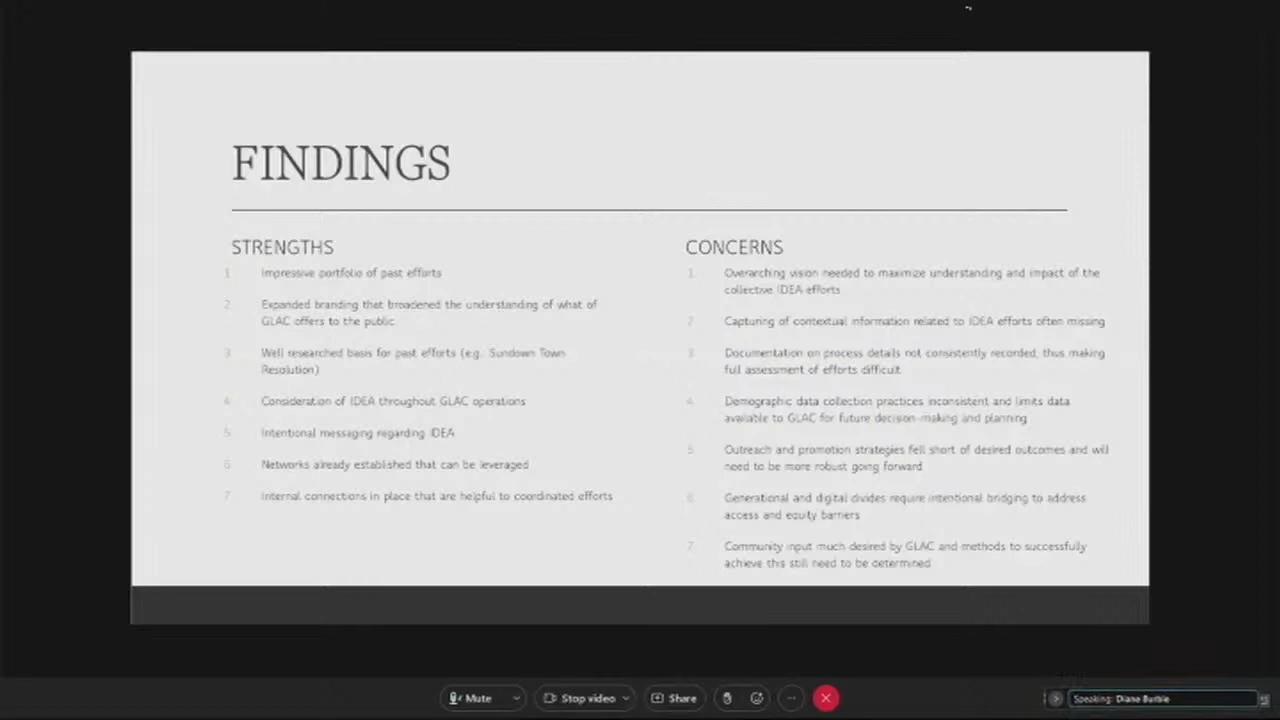 FINDINGS
STRENGTHS
1. Impressive portfolio of past efforts
2. Expanded branding that broadened the understanding of what of
GLAC offers to the public
3. Well researched basis for past efforts (e.g. Sundown Town
Resolution)
4. Consideration of IDEA throughout GLAC operations
5. Intentional messaging regarding IDEA
6. Networks already established that can be leveraged
7. Internal connections in place that are helpful to coordinated efforts
CONCERNS
1. Overarching vision needed to maximize understanding and impact of the
collective IDEA efforts
2. Capturing of contextual information related to IDEA efforts often missing
3. Documentation on process details not consistently recorded, thus making
full assessment of efforts difficult
4. Demographic data collection practices inconsistent and limits data
available to GLAC for future decision-making and planning
5. Outreach and promotion strategies fell short of desired outcomes and will
need to be more robust going forward
6. Generational and digital divides require intentional bridging to address
access and equity barriers
7. Community input much desired by GLAC and methods to successfully
achieve this still need to be determined
Mute
Stop video
Share
Speaking: Diane Burbie